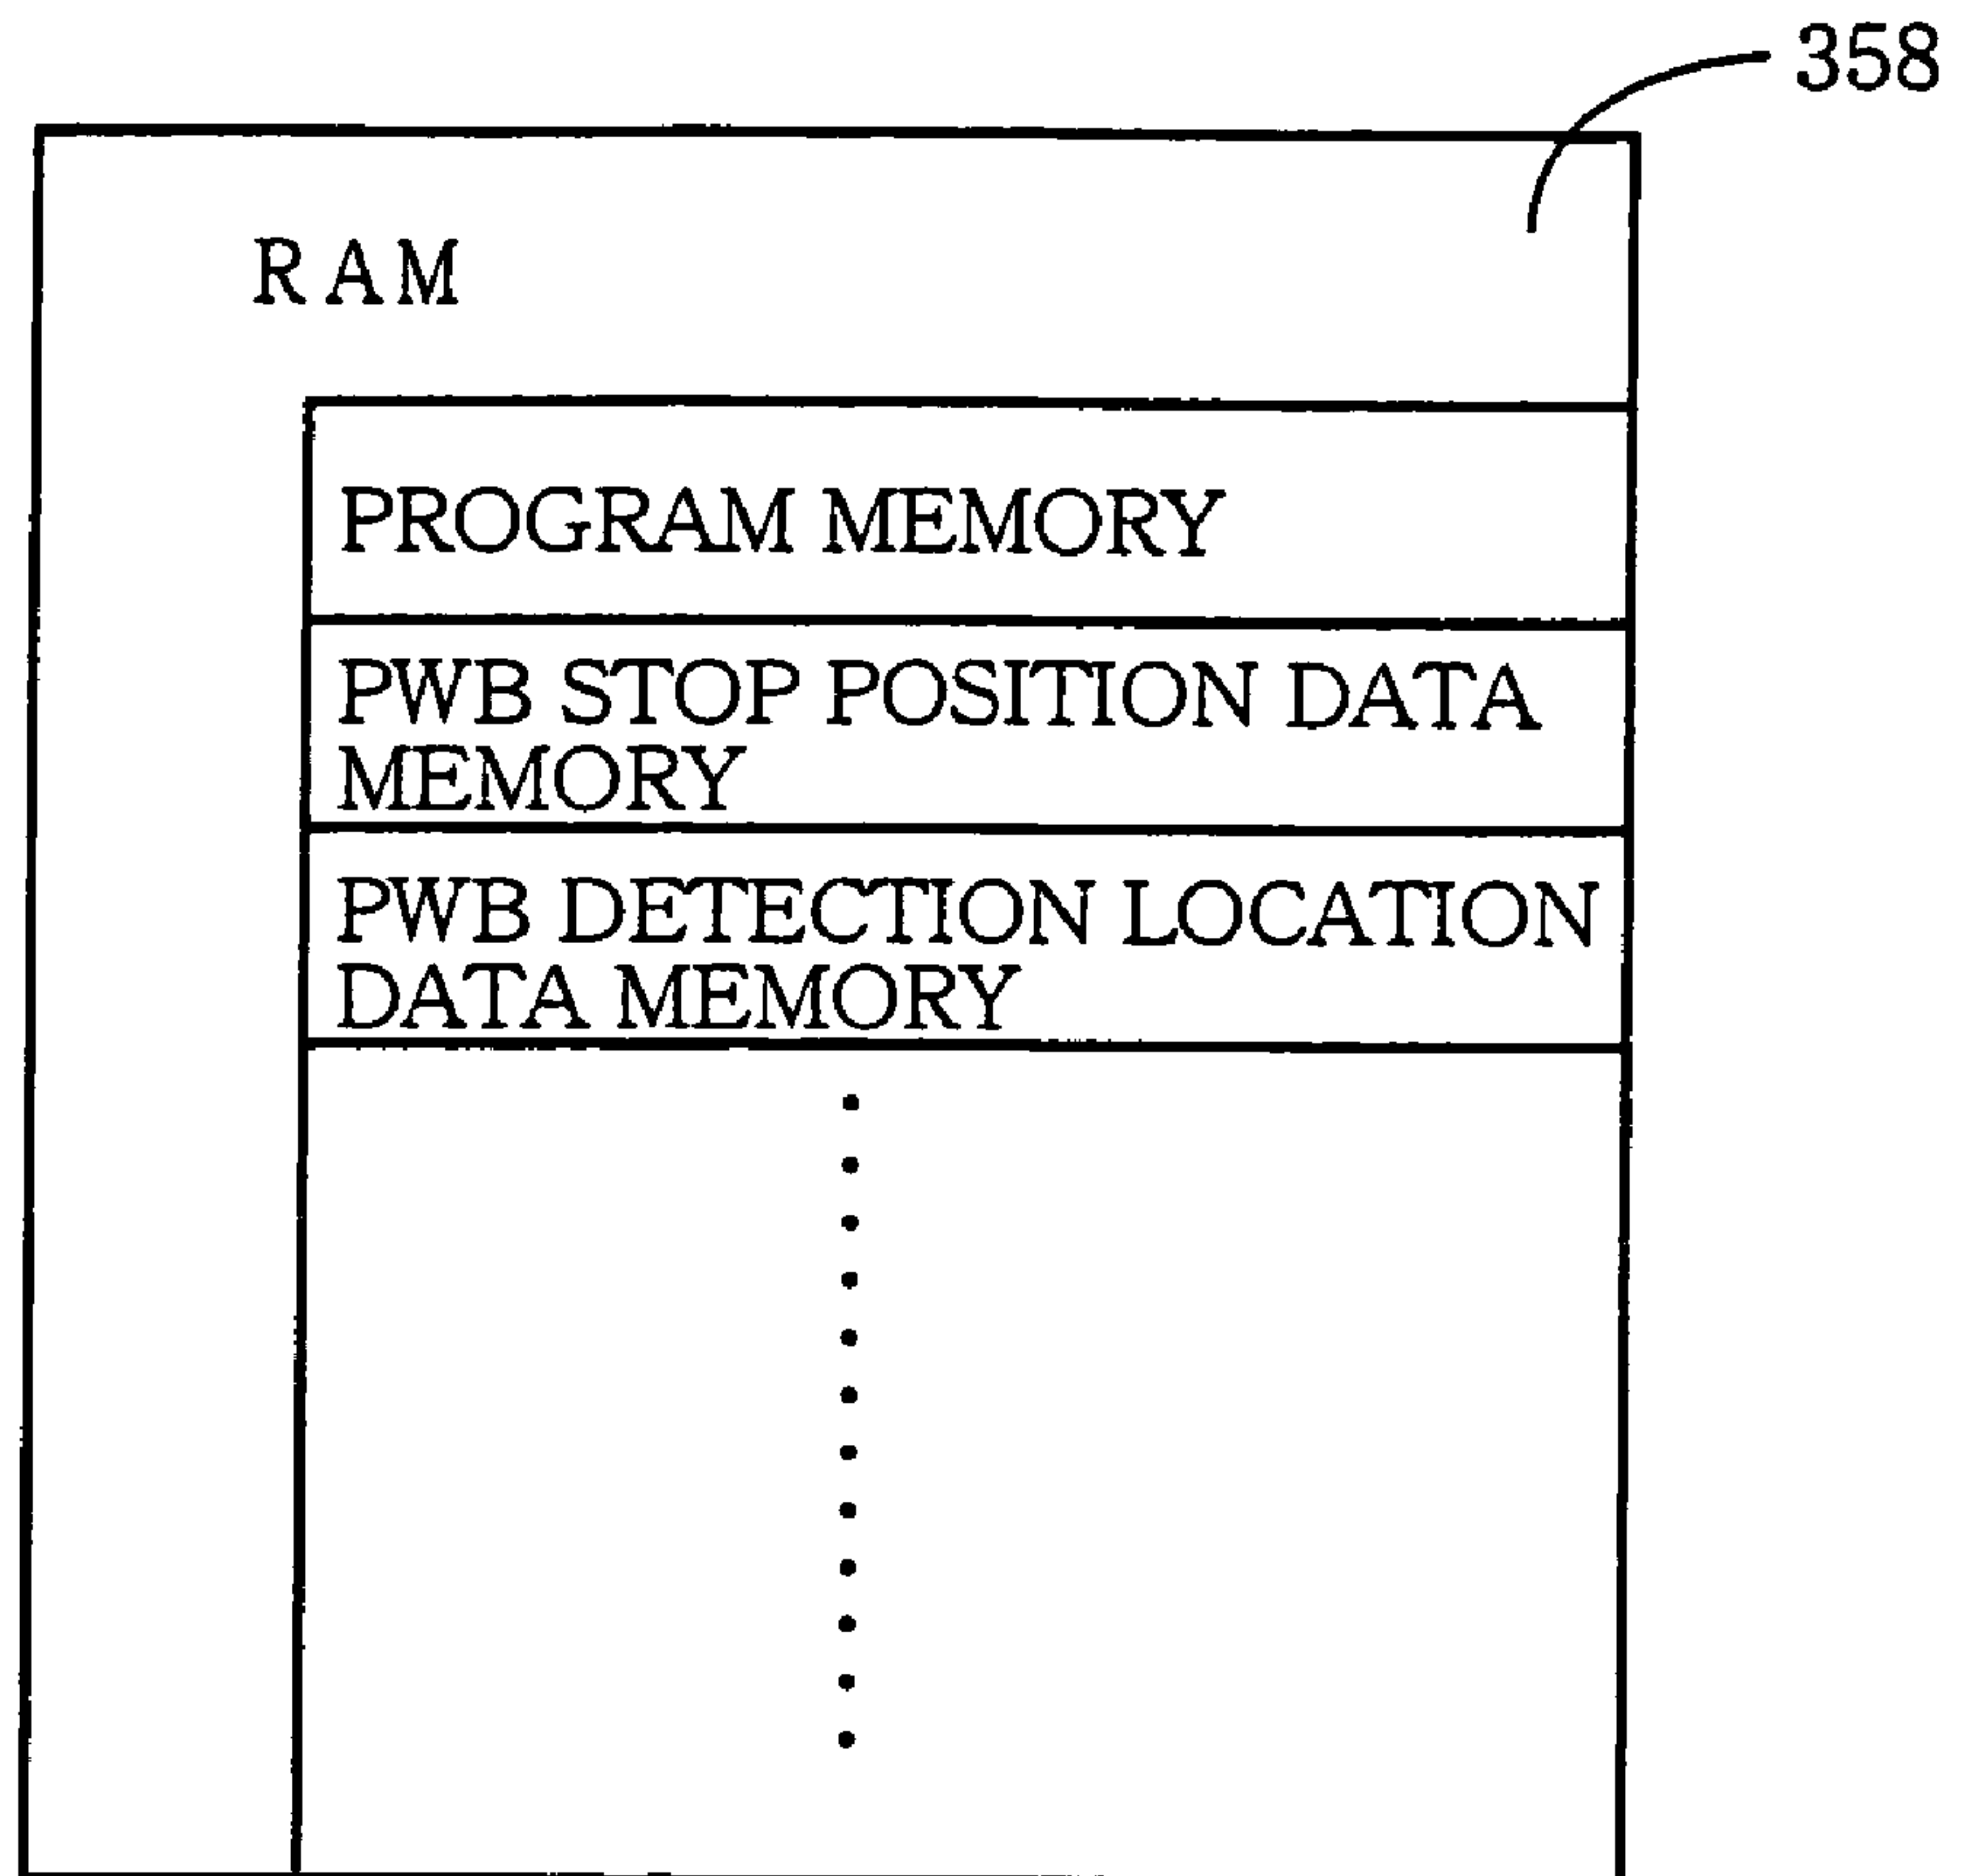 358
RAM
PROGRAM MEMORY
PWB STOP POSITION DATA
MEMORY
PWB DETECTION LOCATION
DATA MEMORY